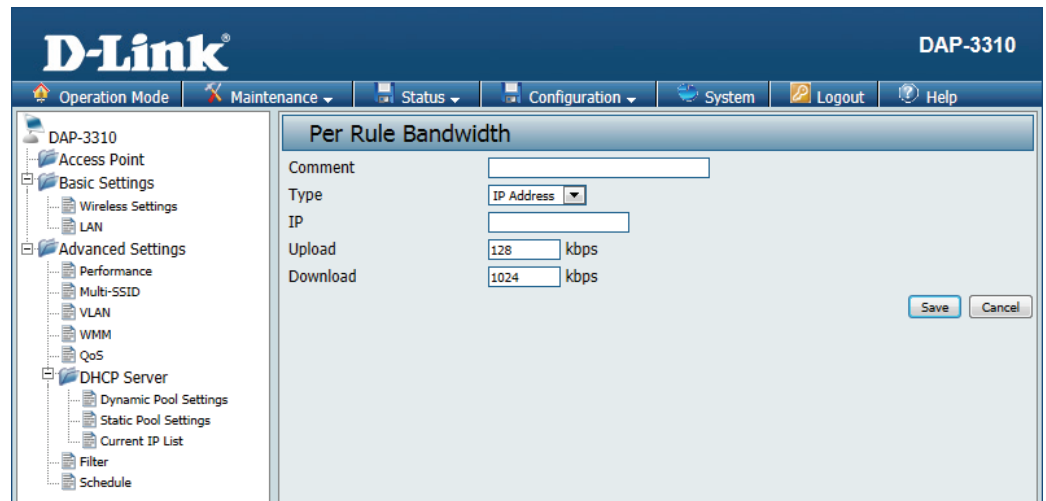 D-Link®
DAP-3310
Operation Mode Maintenance Status Configuration System Logout Help
DAP-3310
Access Point
Basic Settings
Wireless Settings
LAN
Advanced Settings
Performance
Multi-SSID
VLAN
WMM
QoS
DHCP Server
Dynamic Pool Settings
Static Pool Settings
Current IP List
Filter
Schedule
Per Rule Bandwidth
Comment
Type IP Address
IP
Upload 128 kbps
Download 1024 kbps
Save Cancel